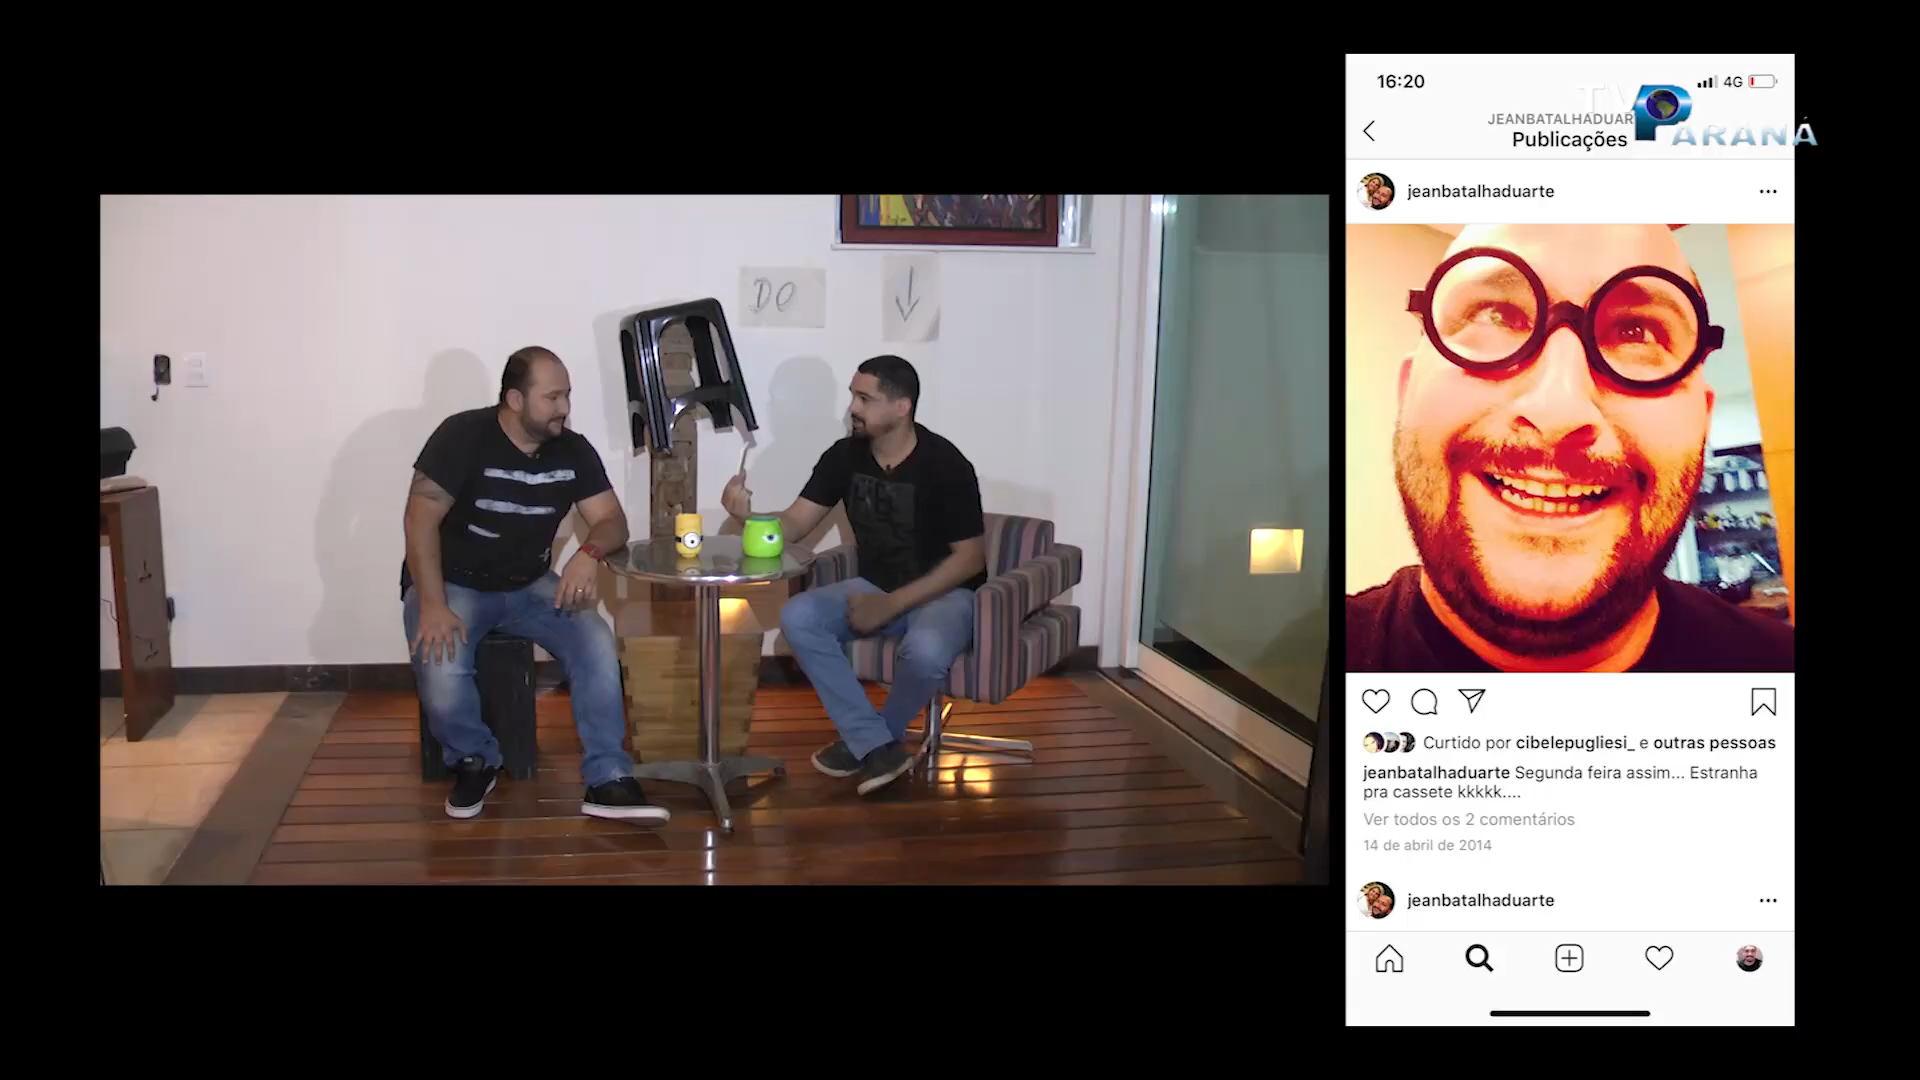 DO
16:20
4G
TV PARANÁ
JEANBATALHADUAR
Publicações
jeanbatalhaduarte
Curtido por cibelepugliesi_ e outras pessoas
jeanbatalhaduarte Segunda feira assim... Estranha
pra cassete kkkkk....
Ver todos os 2 comentários
14 de abril de 2014
jeanbatalhaduarte